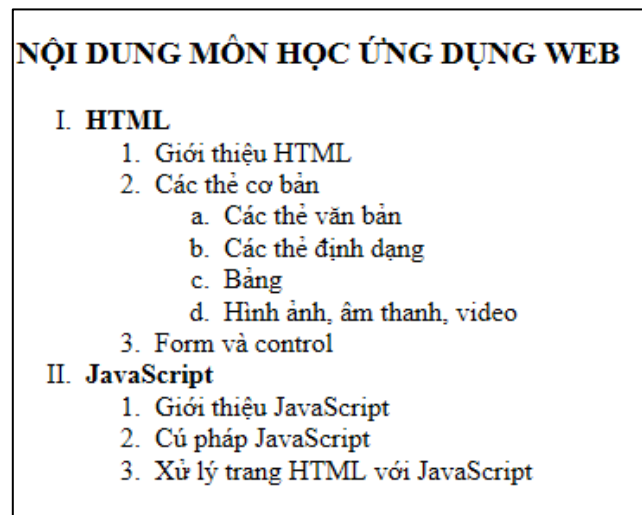 NỘI DUNG MÔN HỌC ỨNG DỤNG WEB
I. HTML
1. Giới thiệu HTML
2. Các thẻ cơ bản
a. Các thẻ văn bản
b. Các thẻ định dạng
c. Bảng
d. Hình ảnh, âm thanh, video
3. Form và control
II. JavaScript
1. Giới thiệu JavaScript
2. Cú pháp JavaScript
3. Xử lý trang HTML với JavaScript